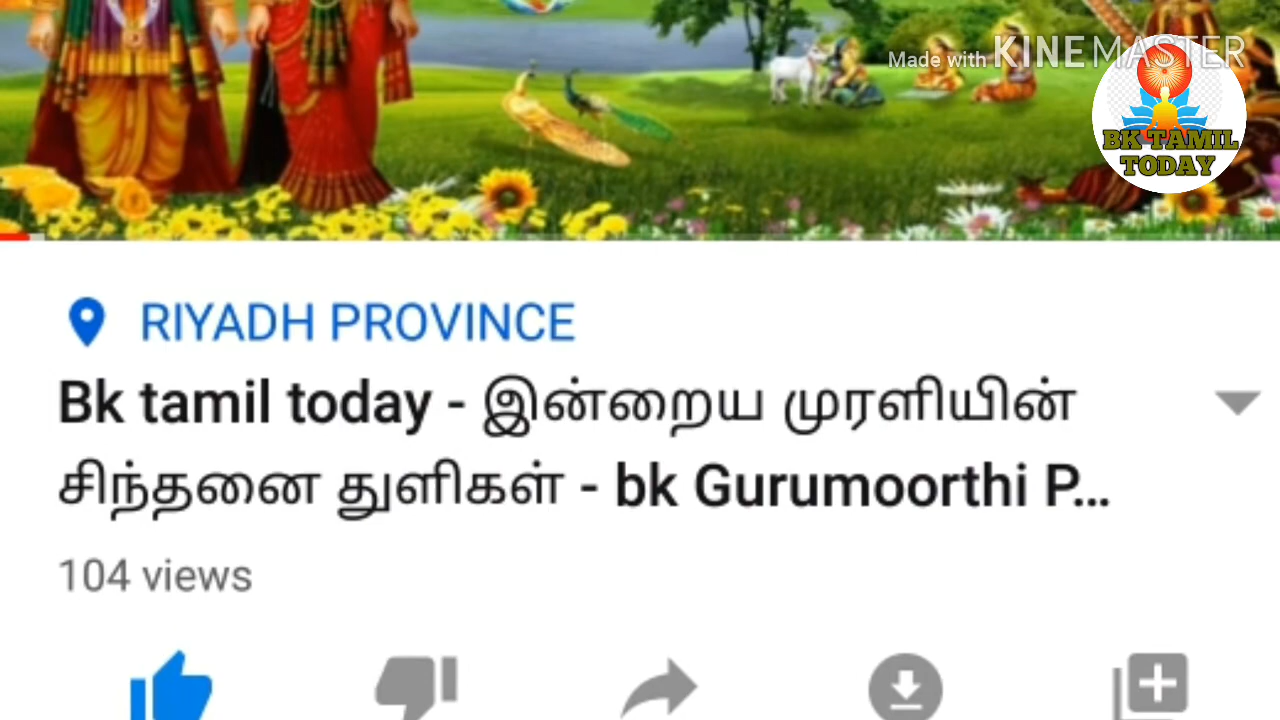 Made with KINEMASTER
BK TAMIL
TODAY
RIYADH PROVINCE
Bk tamil today - இன்றைய முரளியின்
சிந்தனை துளிகள் - bk Gurumoorthi P...
104 views